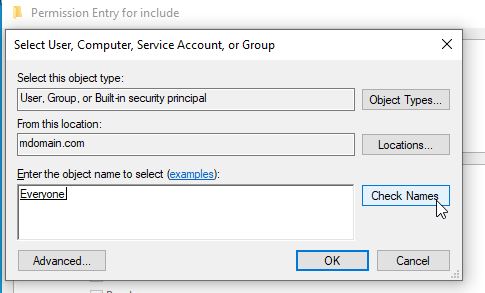 Permission Entry for include
Select User, Computer, Service Account, or Group
Select this object type:
User, Group, or Built-in security principal
Object Types...
From this location:
mdomain.com
Locations...
Enter the object name to select (examples):
Everyone
Check Names
Advanced...
OK
Cancel